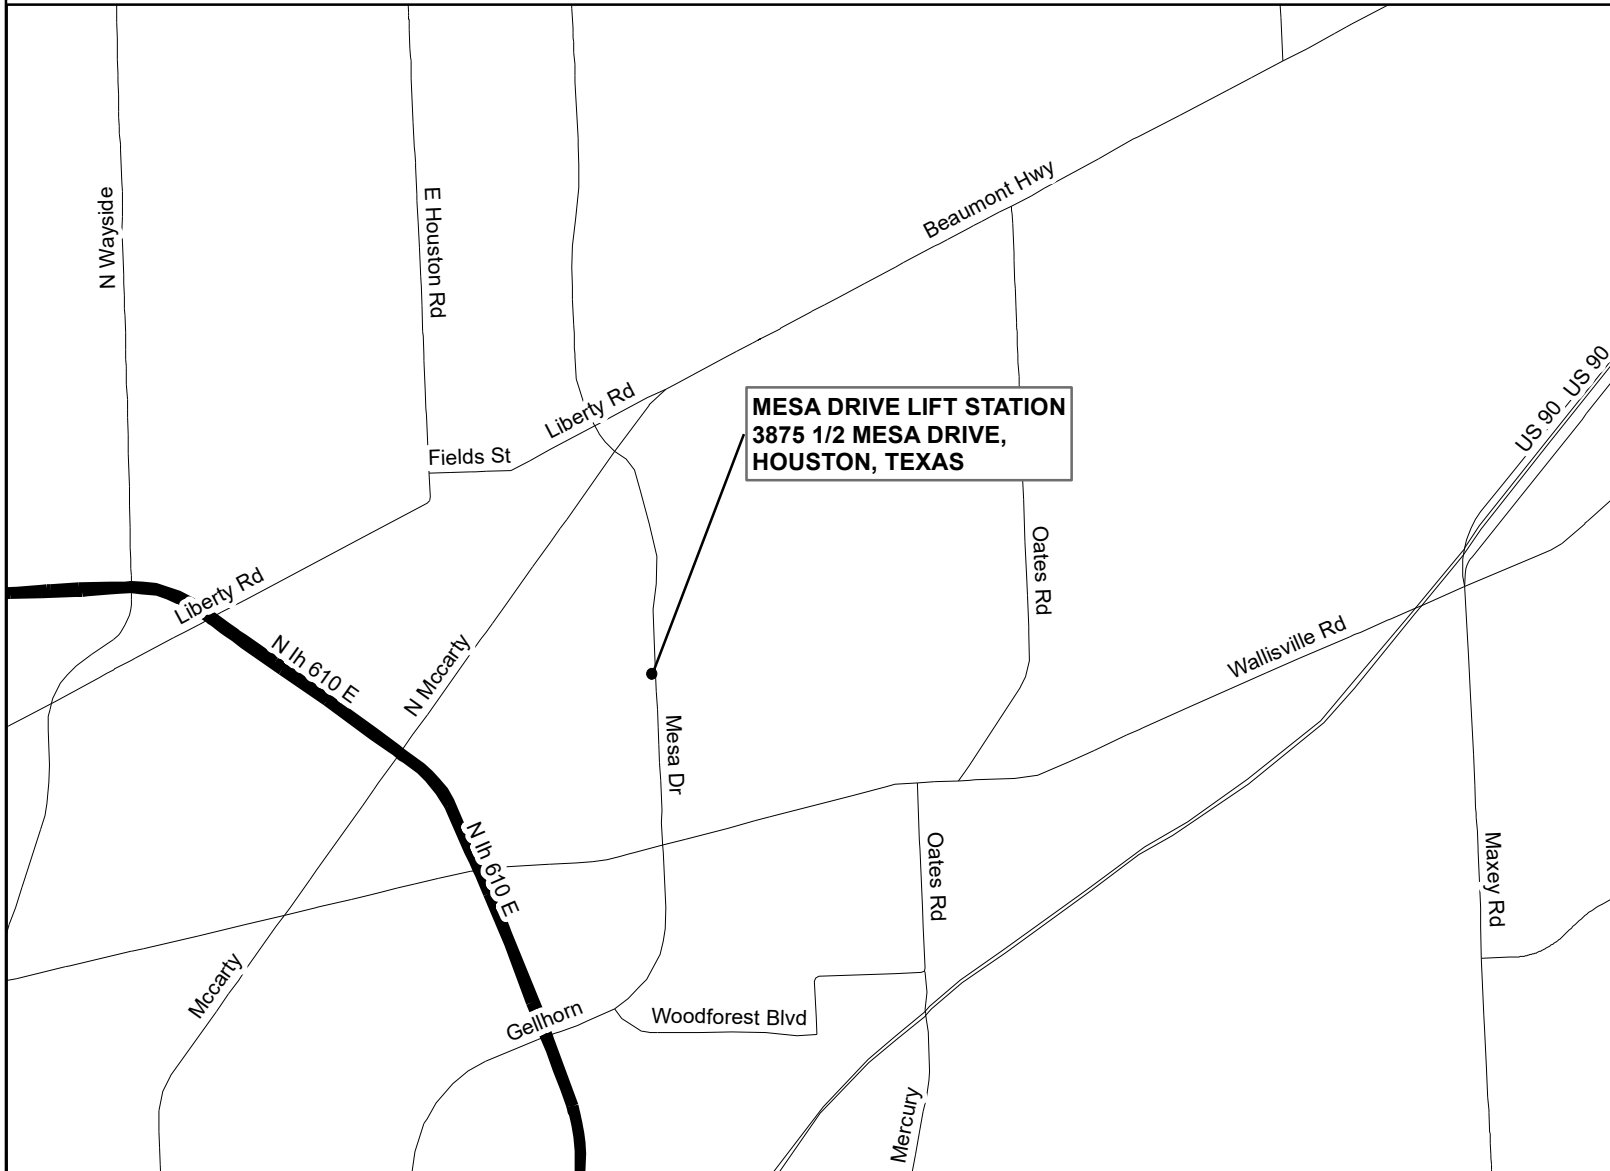 Beaumont Hwy
N Wayside
E Houston Rd
US 90
US 90
Liberty Rd
MESA DRIVE LIFT STATION
3875 1/2 MESA DRIVE,
HOUSTON, TEXAS
Fields St
Oates Rd
Liberty Rd
N Ih 610 E
N Mccarty
Wallisville Rd
Mesa Dr
N Ih 610 E
Oates Rd
Maxey Rd
Mccarty
Gellhorn
Woodforest Blvd
Mercury